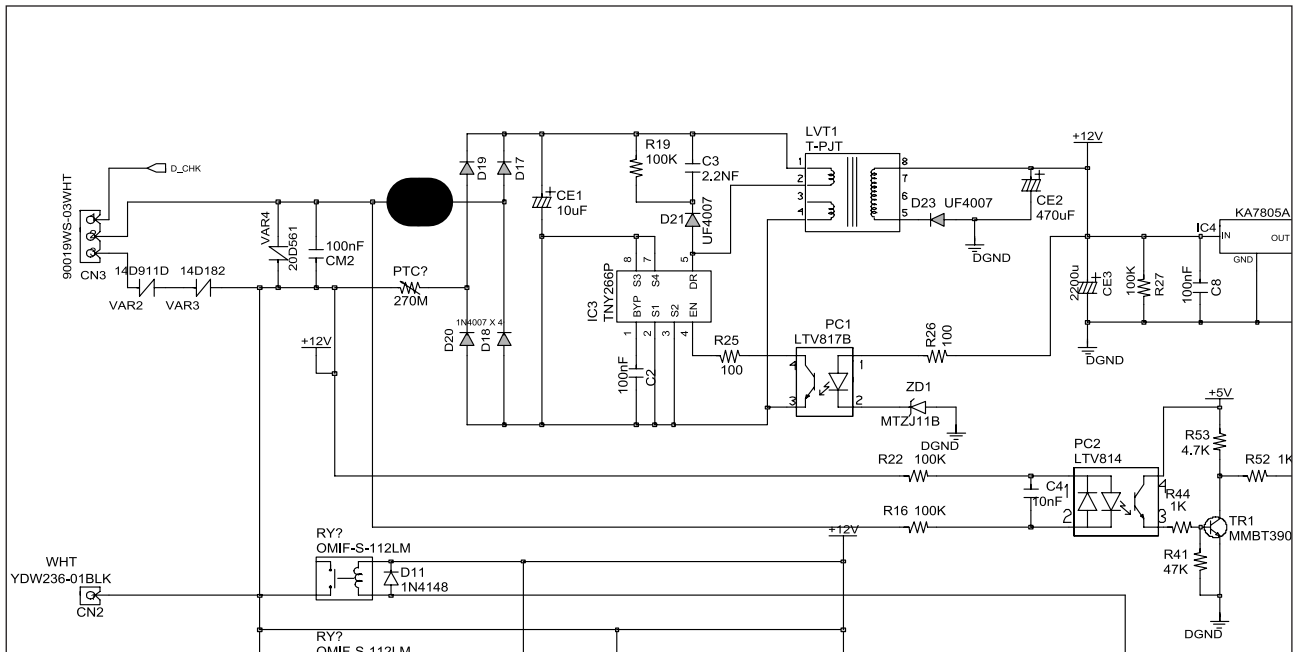 LVT1
T-PJT
+12V
D_CHK
R19
100K
C3
2.2NF
D19
D17
1
2
3
4
8
7
6
5
90019WS-03WHT
CN3
1
2
3
VAR4
20D561
100nF
CM2
CE1
10uF
D21
UF4007
D23 UF4007
CE2
470uF
DGND
KA7805A
IC4
IN
OUT
GND
14D911D
14D182
VAR2
VAR3
PTC?
270M
8
7
5
S3
S4
DR
BYP
S1
S2
EN
1
2
3
4
IC3
TNY266P
2200u
CE3
100K
R27
100nF
C8
DGND
+12V
1N4007 X 4
D20
D18
100nF
C2
R25
100
PC1
LTV817B
4
3
1
2
R26
100
ZD1
MTZJ11B
DGND
+5V
R53
4.7K
R52 1K
R22 100K
PC2
LTV814
C4
10nF
1
2
4
3
R44
1K
R16 100K
TR1
MMBT390
R41
47K
DGND
+12V
RY?
OMIF-S-112LM
D11
1N4148
WHT
YDW236-01BLK
CN2
RY?
OMIF-S-112LM